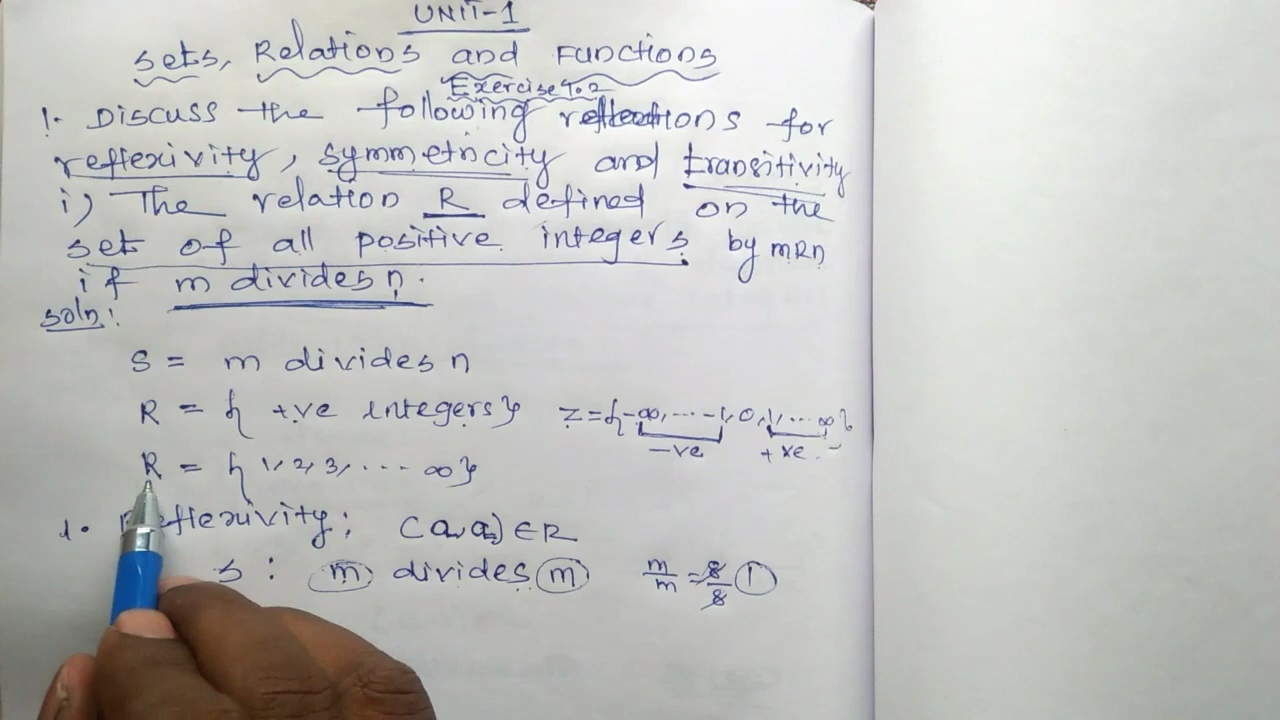 UNIT-1
Sets, Relations and Functions
Exercise 1.2
1. Discuss the following relations for
reflexivity, symmetricity and transitivity
i) The relation R defined on the
set of all positive integers by mRn
if m divides n.
soln:
S = m divides n
R = { +ve integers} Z = {-∞, ... -1, 0, 1, ... ∞}
-ve +ve
R = { 1, 2, 3, ... ∞}
1. Reflexivity: (a, a) ∈ R
S : m divides m m/m = 8/8 1